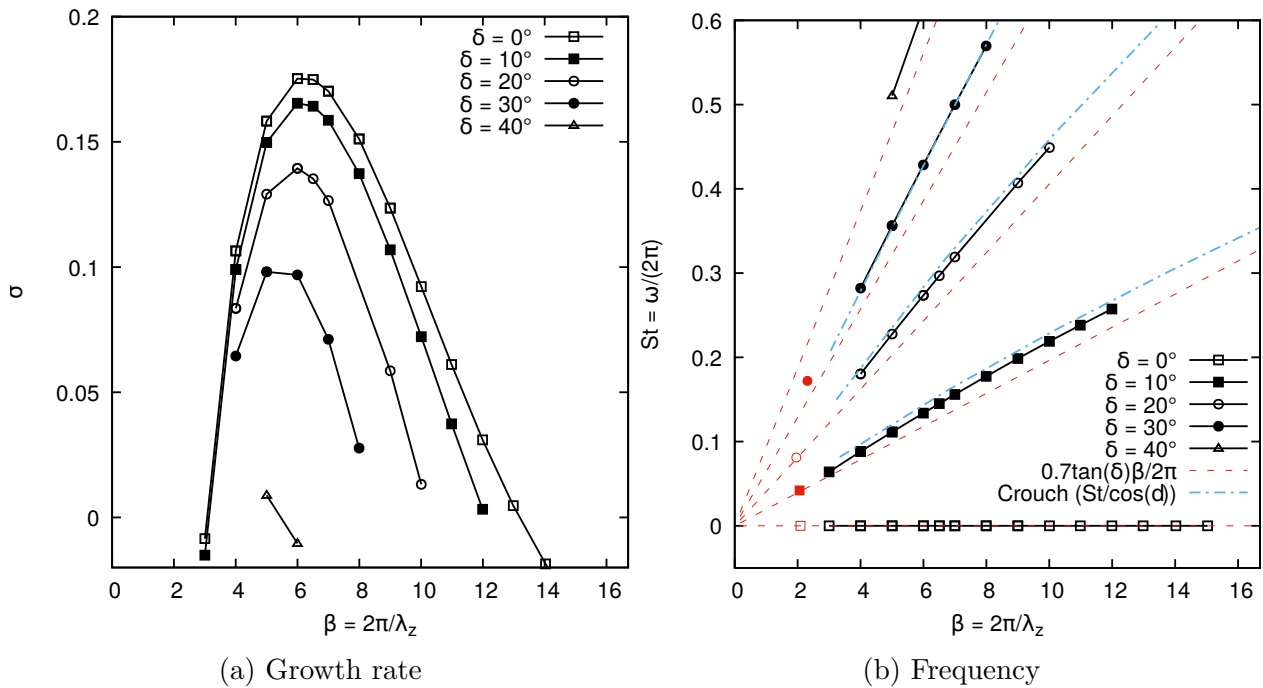 0.2
0.15
0.1
0.05
0
σ
0 2 4 6 8 10 12 14 16
β = 2π/λz
δ = 0°
δ = 10°
δ = 20°
δ = 30°
δ = 40°
(a) Growth rate
0.6
0.5
0.4
0.3
0.2
0.1
0
St = ω/(2π)
0 2 4 6 8 10 12 14 16
β = 2π/λz
δ = 0°
δ = 10°
δ = 20°
δ = 30°
δ = 40°
0.7tan(δ)β/2π
Crouch (St/cos(d))
(b) Frequency